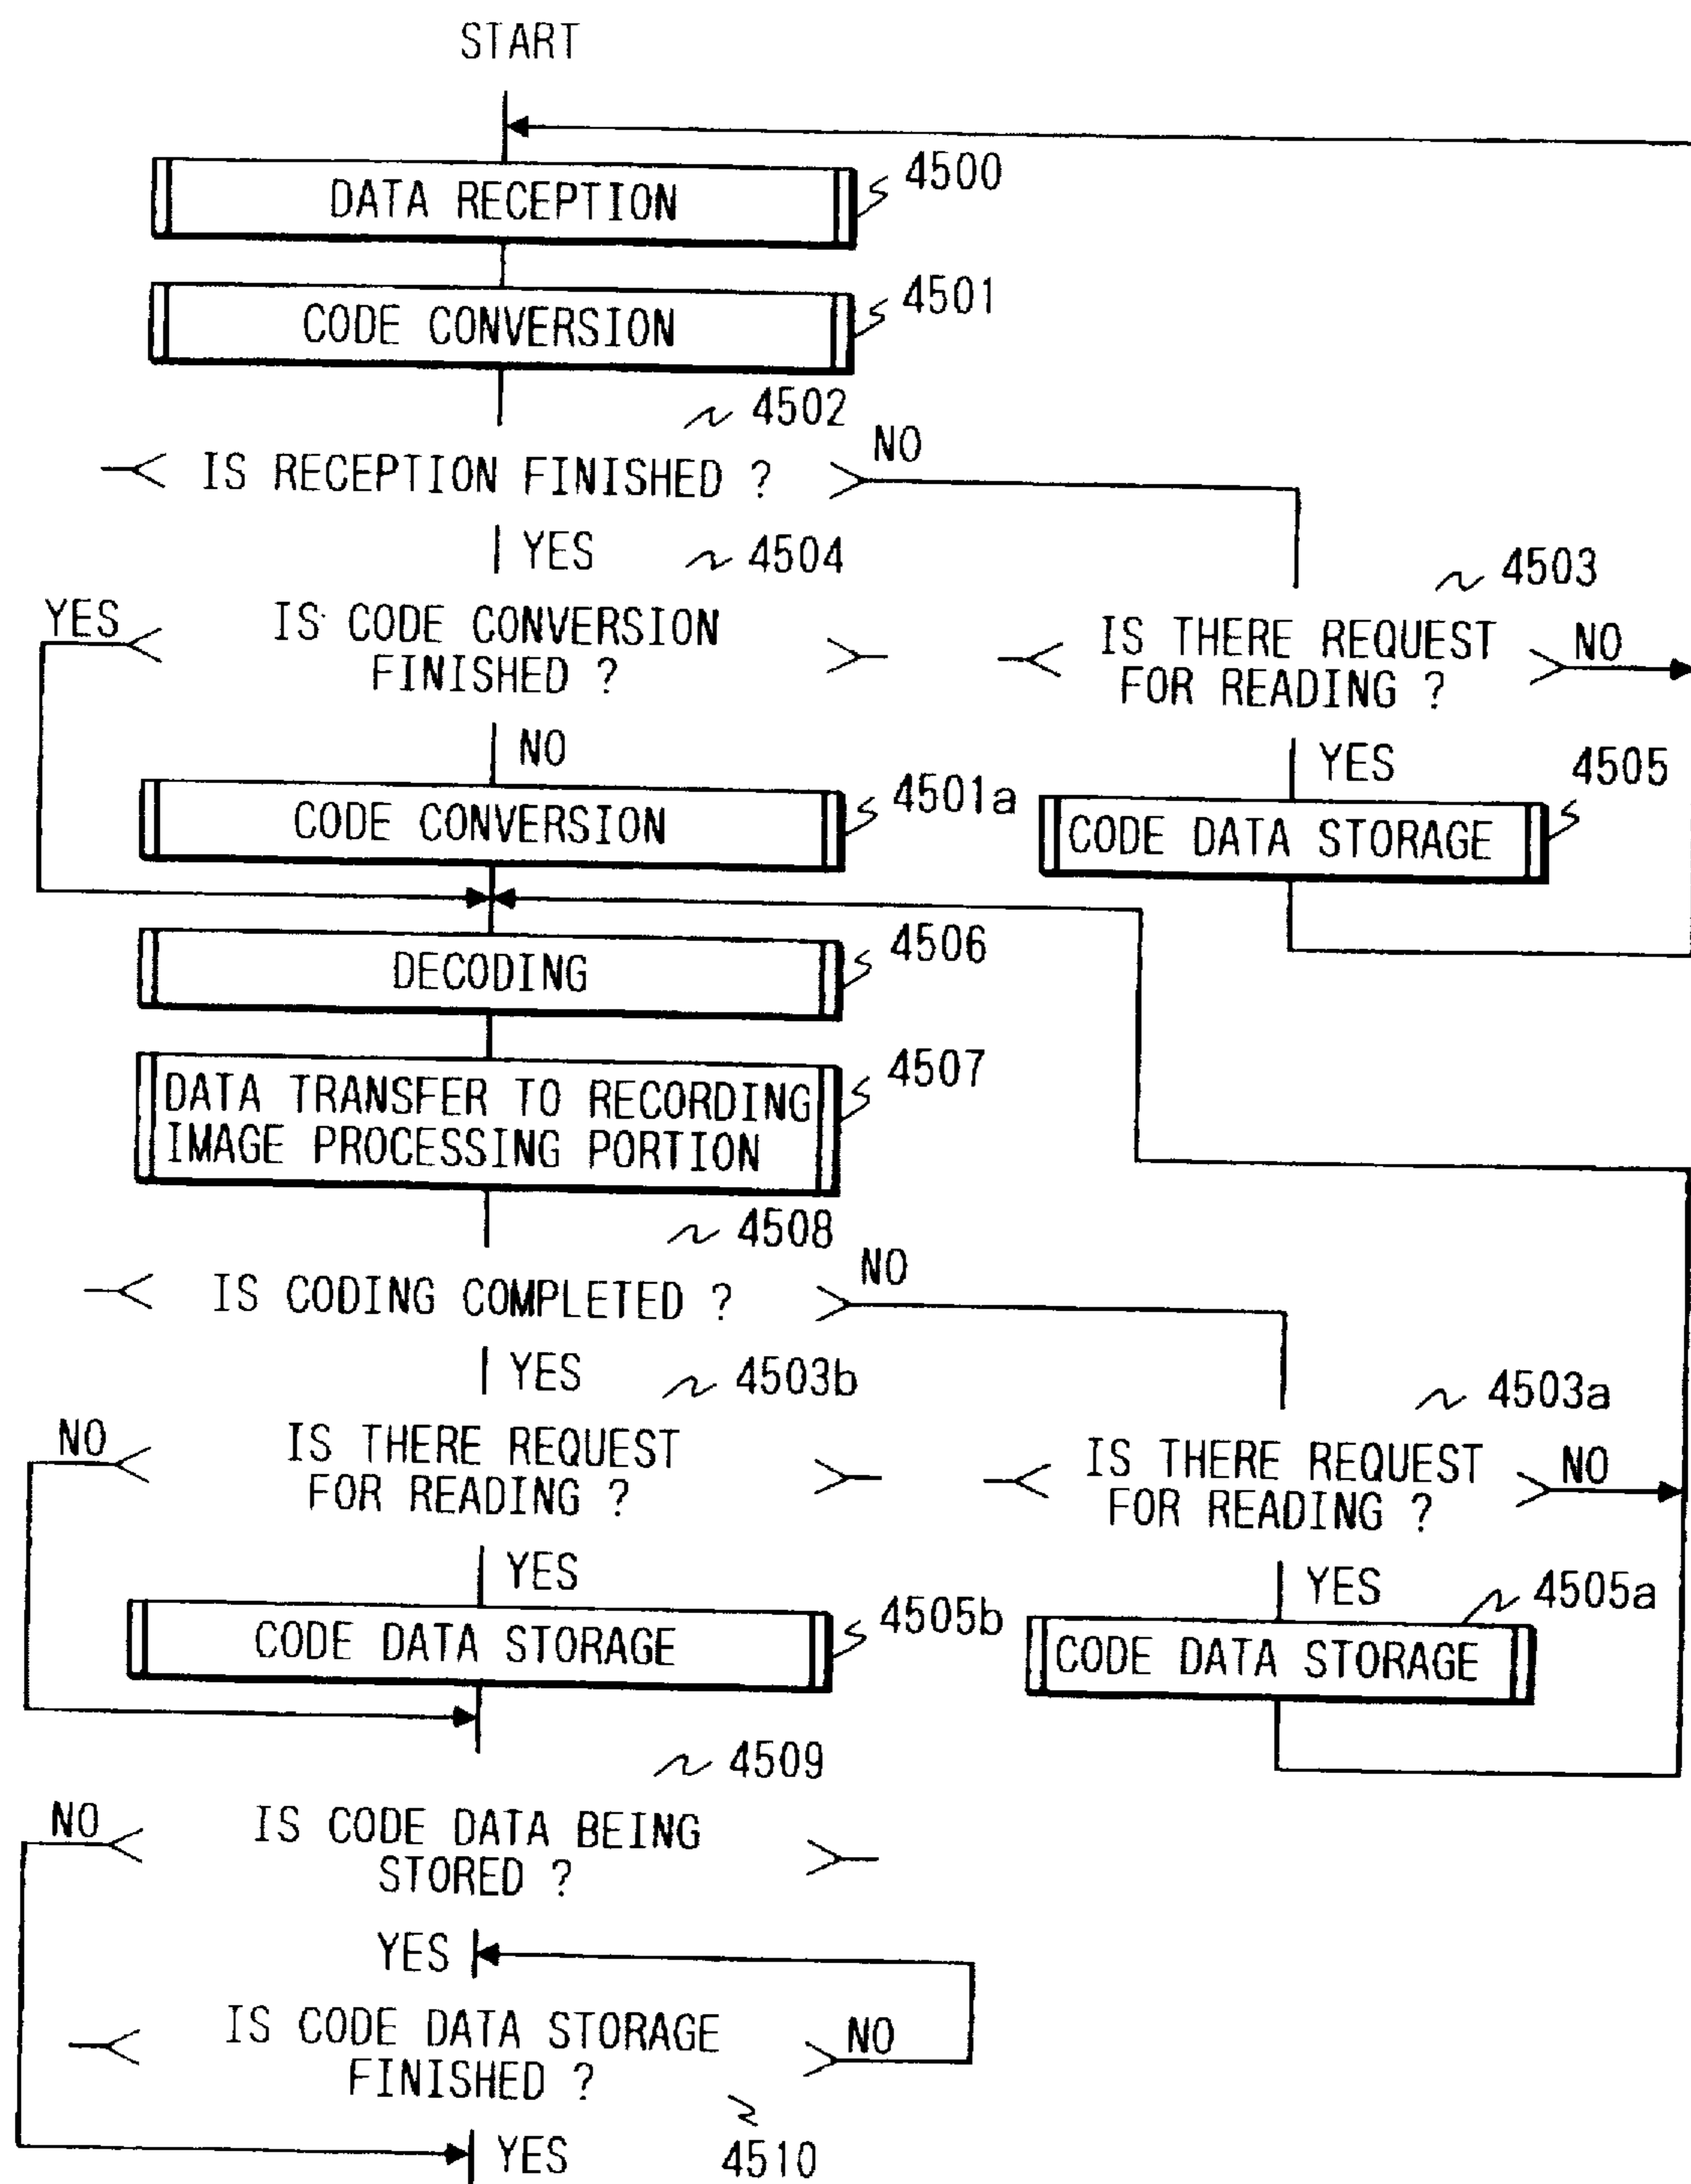 START
DATA RECEPTION
4500
CODE CONVERSION
4501
4502
IS RECEPTION FINISHED ?
NO
YES
4504
4503
YES
IS CODE CONVERSION
FINISHED ?
IS THERE REQUEST
FOR READING ?
NO
NO
YES
4505
CODE CONVERSION
4501a
CODE DATA STORAGE
DECODING
4506
DATA TRANSFER TO RECORDING
IMAGE PROCESSING PORTION
4507
4508
IS CODING COMPLETED ?
NO
YES
4503b
4503a
NO
IS THERE REQUEST
FOR READING ?
IS THERE REQUEST
FOR READING ?
NO
YES
YES
4505a
CODE DATA STORAGE
4505b
CODE DATA STORAGE
4509
NO
IS CODE DATA BEING
STORED ?
YES
IS CODE DATA STORAGE
FINISHED ?
NO
YES
4510